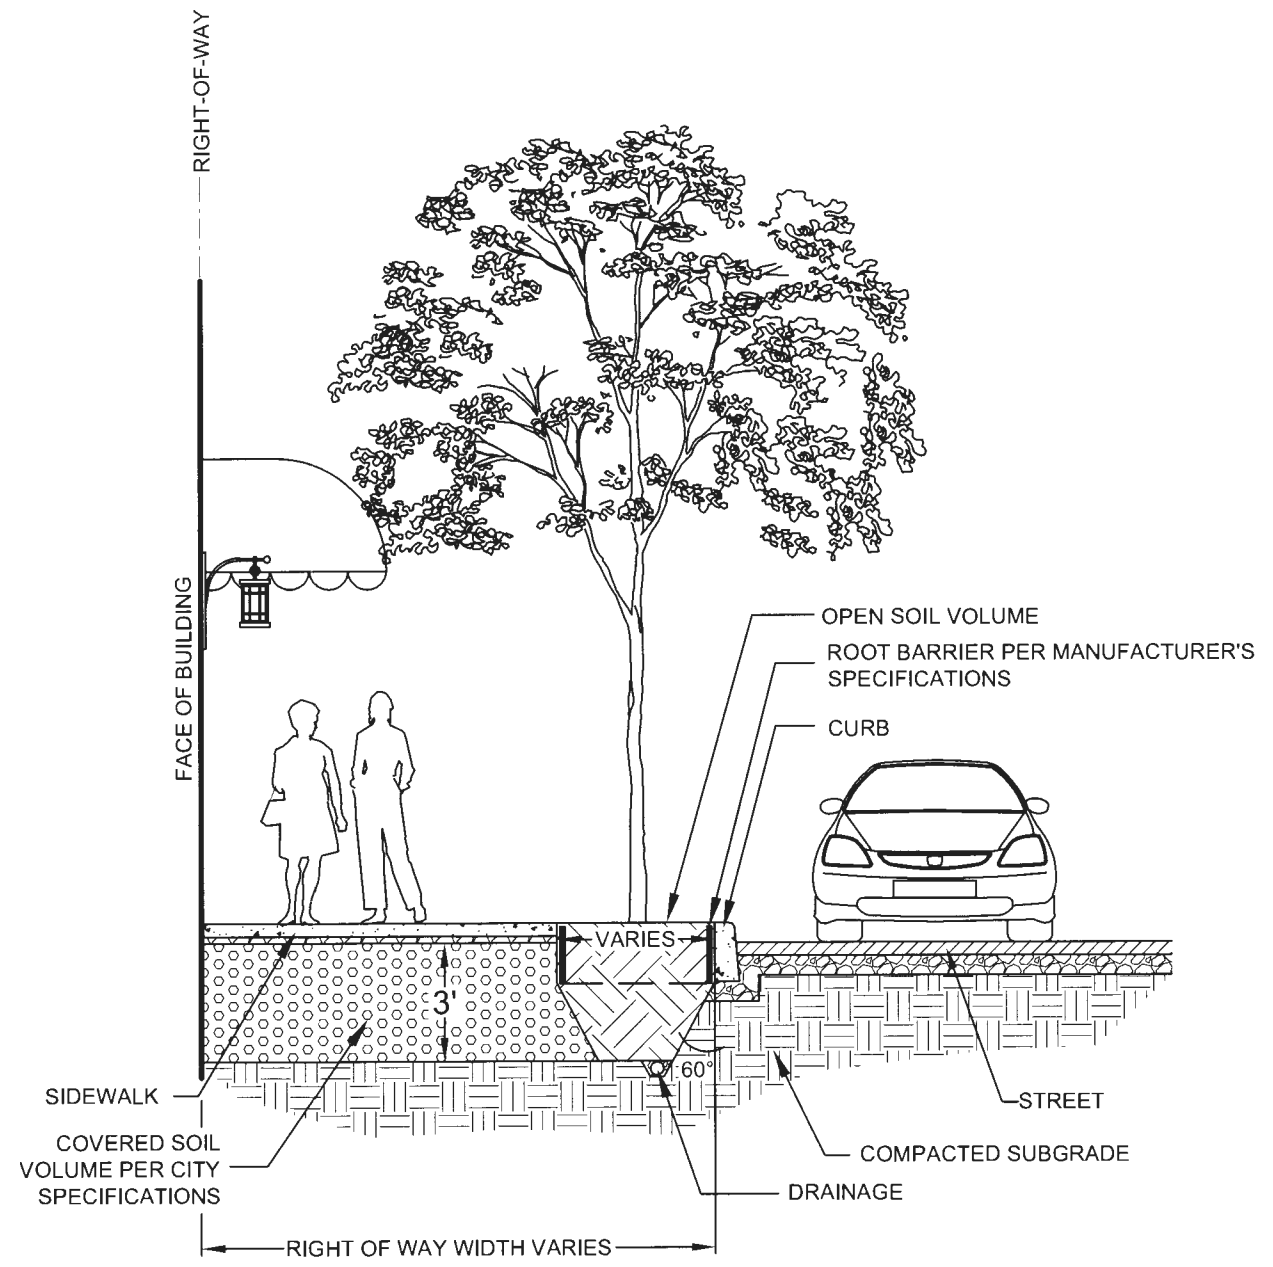 RIGHT-OF-WAY
FACE OF BUILDING
OPEN SOIL VOLUME
ROOT BARRIER PER MANUFACTURER'S
SPECIFICATIONS
CURB
VARIES
3'
60°
SIDEWALK
STREET
COVERED SOIL
VOLUME PER CITY
SPECIFICATIONS
COMPACTED SUBGRADE
DRAINAGE
RIGHT OF WAY WIDTH VARIES